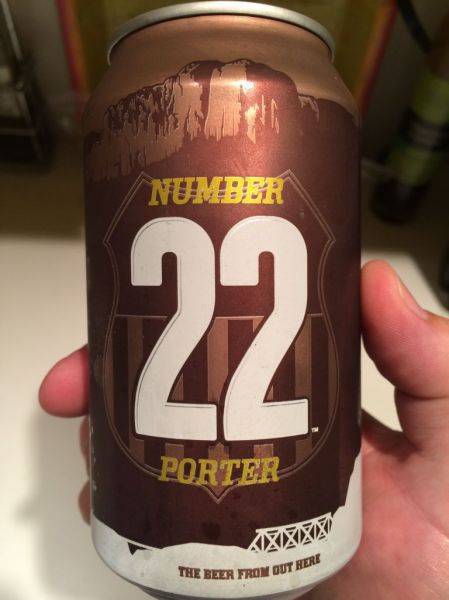 NUMBER
22
PORTER
THE BEER FROM OUT HERE